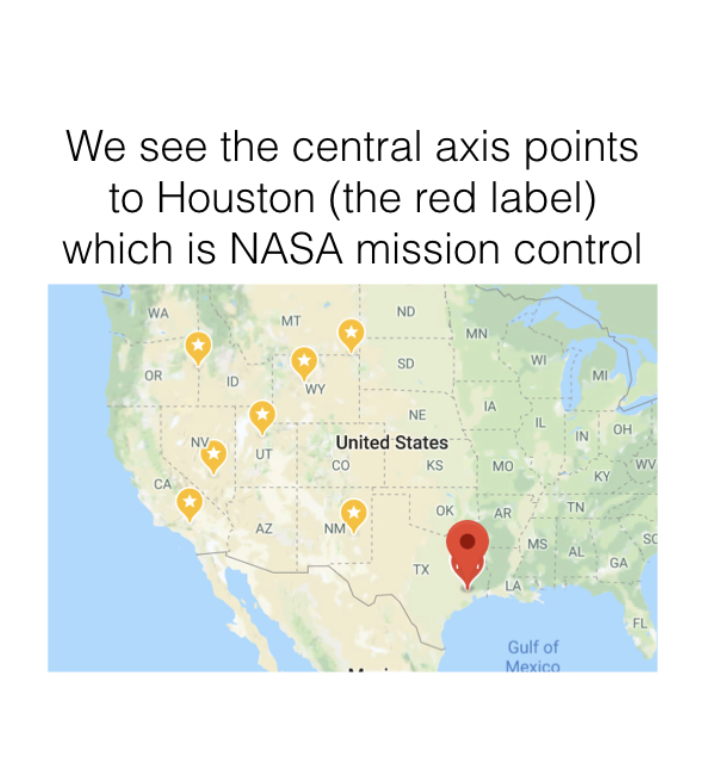 We see the central axis points
to Houston (the red label)
which is NASA mission control
WA
MT
ND
MN
OR
ID
SD
WI
MI
WY
IA
NE
IL
IN
OH
NV
UT
United States
CO
KS
MO
WV
CA
KY
OK
AR
TN
AZ
NM
MS
AL
SC
GA
TX
LA
FL
Gulf of
Mexico